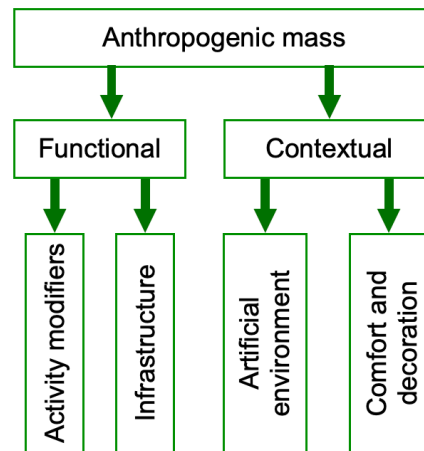 Anthropogenic mass
Functional
Contextual
Activity modifiers
Infrastructure
Artificial
environment
Comfort and
decoration